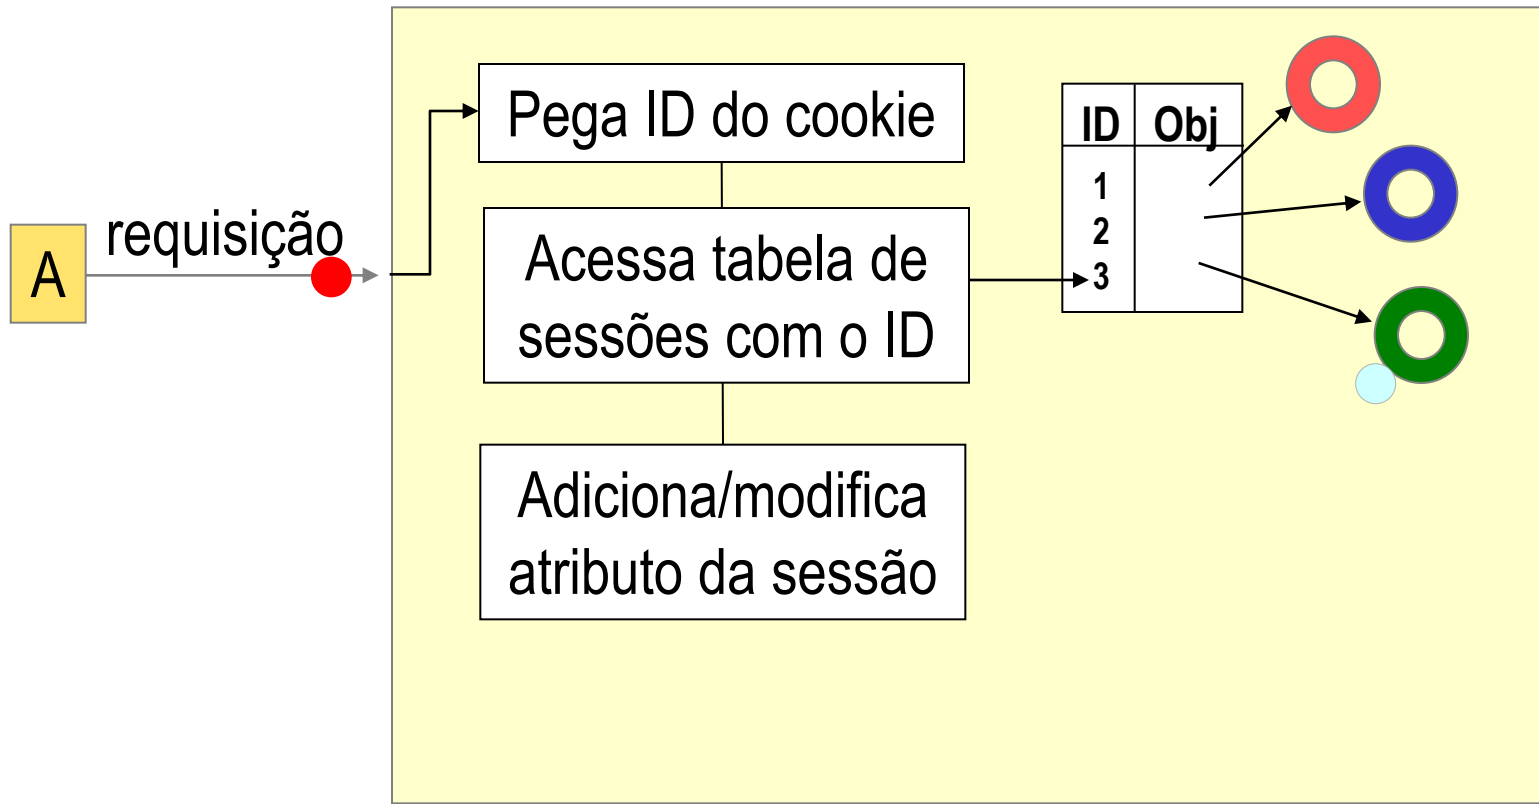 A
requisição
Pega ID do cookie
Acessa tabela de
sessões com o ID
Adiciona/modifica
atributo da sessão
ID Obj
1
2
3